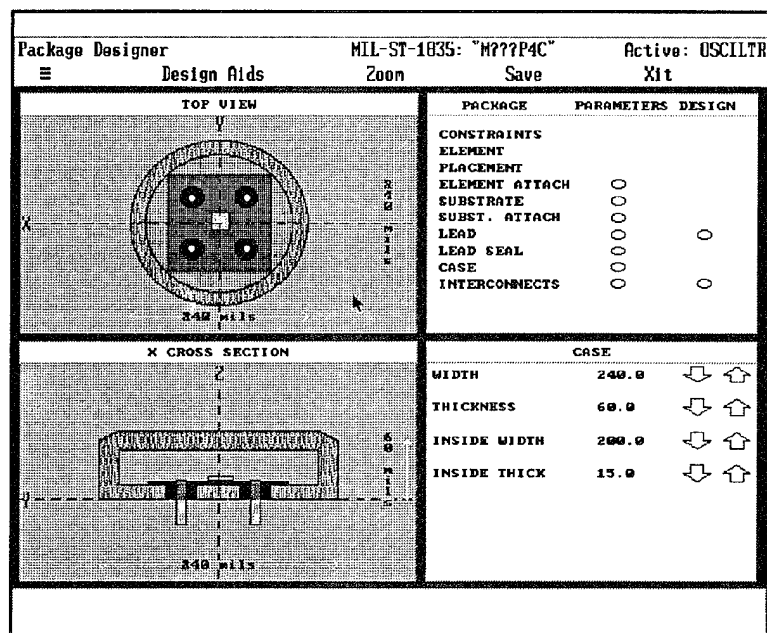 Package Designer MIL-ST-1835: "M???P4C" Active: OSCILTR
≡ Design Aids Zoom Save Xit
TOP VIEW
Y
X
240 mils
240 mils
PACKAGE PARAMETERS DESIGN
CONSTRAINTS
ELEMENT
PLACEMENT
ELEMENT ATTACH
SUBSTRATE
SUBST. ATTACH
LEAD
LEAD SEAL
CASE
INTERCONNECTS
X CROSS SECTION
Z
60 mils
Y
240 mils
CASE
WIDTH 240.0
THICKNESS 60.0
INSIDE WIDTH 200.0
INSIDE THICK 15.0